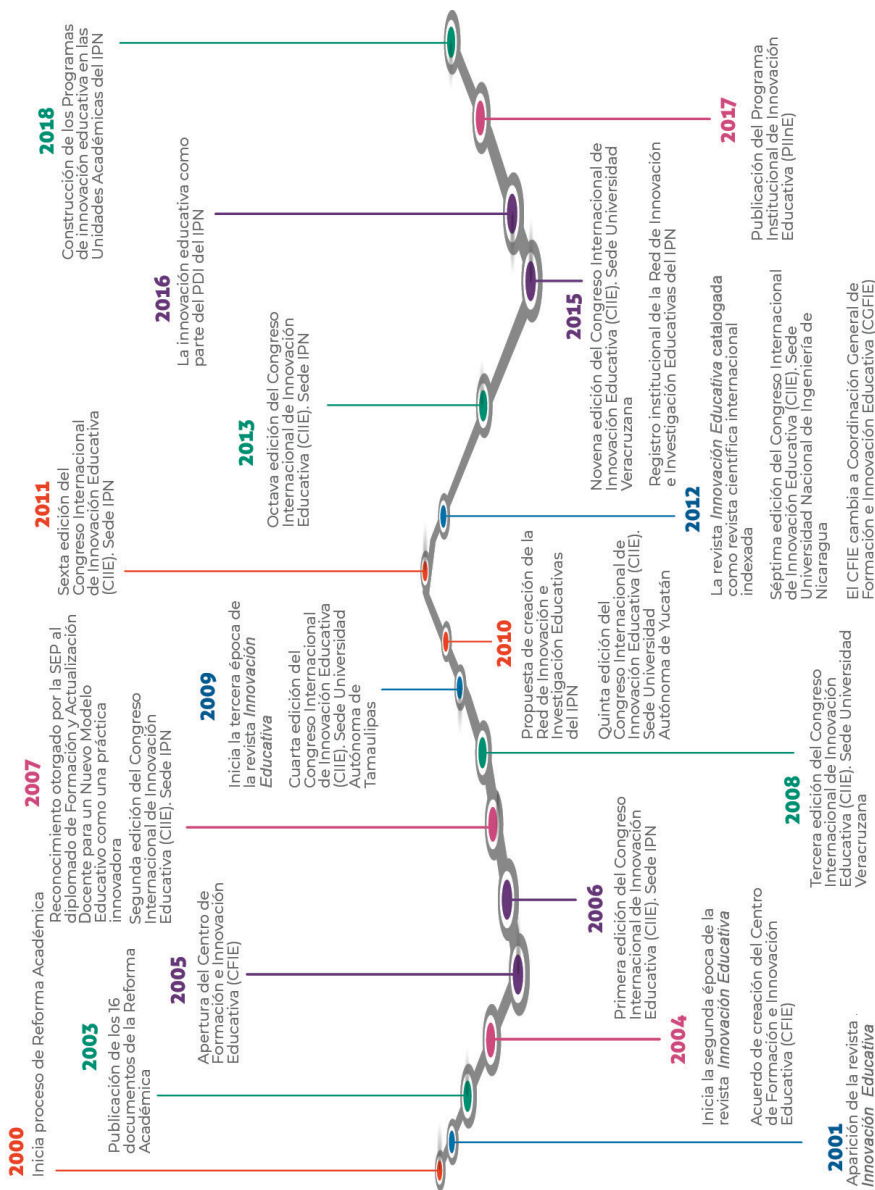 2000
Inicia proceso de Reforma Académica
2001
Aparición de la revista
Innovación Educativa
2003
Publicación de los 16
documentos de la Reforma
Académica
2004
Inicia la segunda época de la
revista Innovación Educativa
Acuerdo de creación del Centro
de Formación e Innovación
Educativa (CFIE)
2005
Apertura del Centro de
Formación e Innovación
Educativa (CFIE)
2006
Primera edición del Congreso
Internacional de Innovación
Educativa (CIIE). Sede IPN
2007
Reconocimiento otorgado por la SEP al
diplomado de Formación y Actualización
Docente para un Nuevo Modelo
Educativo como una práctica
innovadora
Segunda edición del Congreso
Internacional de Innovación
Educativa (CIIE). Sede IPN
2008
Tercera edición del Congreso
Internacional de Innovación
Educativa (CIIE). Sede Universidad
Veracruzana
2009
Inicia la tercera época de
la revista Innovación
Educativa
Cuarta edición del
Congreso Internacional
de Innovación Educativa
(CIIE). Sede Universidad
Autónoma de
Tamaulipas
2010
Propuesta de creación de la
Red de Innovación e
Investigación Educativas
del IPN
Quinta edición del
Congreso Internacional de
Innovación Educativa (CIIE).
Sede Universidad
Autónoma de Yucatán
2011
Sexta edición del
Congreso Internacional
de Innovación Educativa
(CIIE). Sede IPN
2012
La revista Innovación Educativa catalogada
como revista científica internacional
indexada
Séptima edición del Congreso Internacional
de Innovación Educativa (CIIE). Sede
Universidad Nacional de Ingeniería de
Nicaragua
El CFIE cambia a Coordinación General de
Formación e Innovación Educativa (CGFIE)
2013
Octava edición del Congreso
Internacional de Innovación
Educativa (CIIE). Sede IPN
2015
Novena edición del Congreso Internacional de
Innovación Educativa (CIIE). Sede Universidad
Veracruzana
Registro institucional de la Red de Innovación
e Investigación Educativas del IPN
2016
La innovación educativa como
parte del PDI del IPN
2017
Publicación del Programa
Institucional de Innovación
Educativa (PIInE)
2018
Construcción de los Programas
de innovación educativa en las
Unidades Académicas del IPN